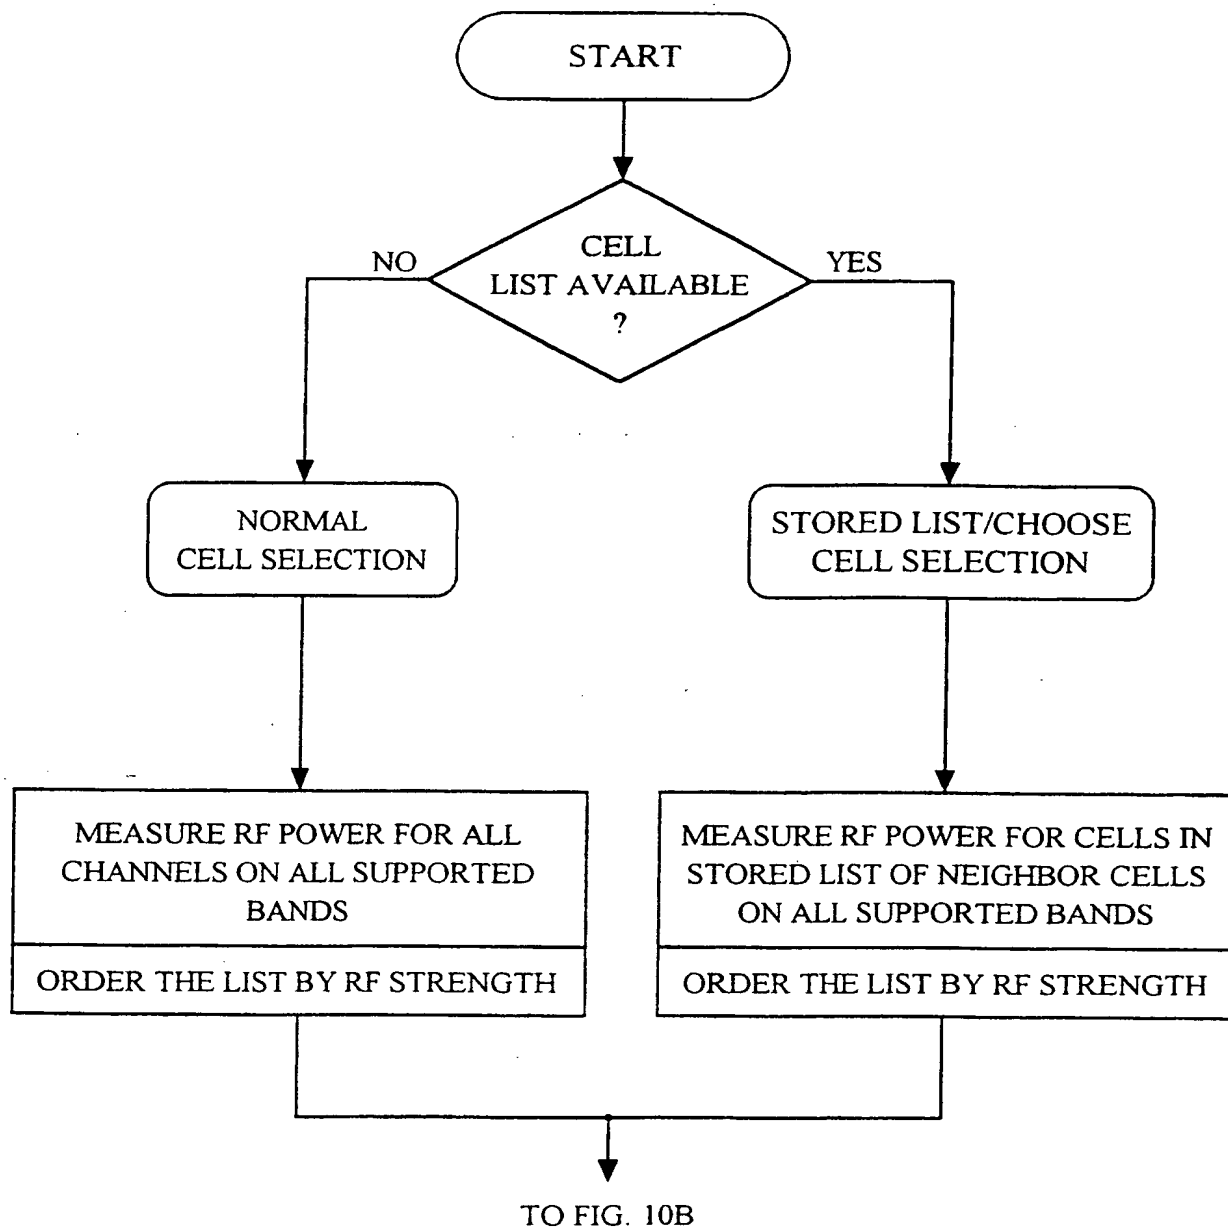 START
CELL
LIST AVAILABLE
?
NO
YES
NORMAL
CELL SELECTION
STORED LIST/CHOOSE
CELL SELECTION
MEASURE RF POWER FOR ALL
CHANNELS ON ALL SUPPORTED
BANDS
ORDER THE LIST BY RF STRENGTH
MEASURE RF POWER FOR CELLS IN
STORED LIST OF NEIGHBOR CELLS
ON ALL SUPPORTED BANDS
ORDER THE LIST BY RF STRENGTH
TO FIG. 10B